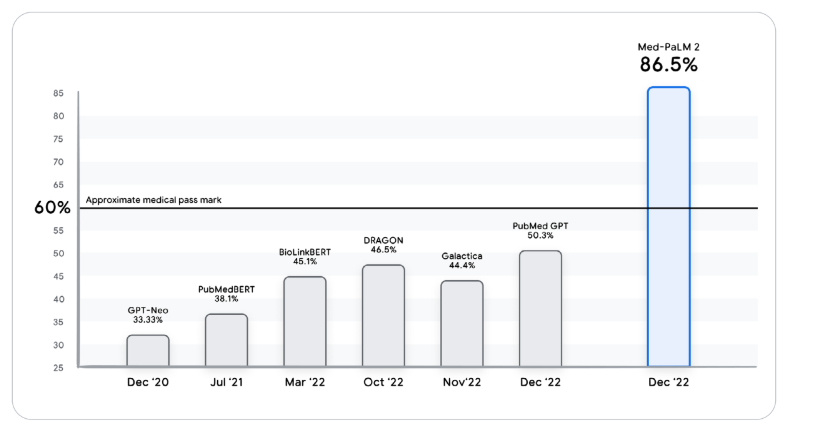 Med-PaLM 2
86.5%
85
80
75
70
65
60%
Approximate medical pass mark
55
50
45
40
35
30
25
GPT-Neo
33.33%
PubMedBERT
38.1%
BioLinkBERT
45.1%
DRAGON
46.5%
Galactica
44.4%
PubMed GPT
50.3%
Dec '20
Jul '21
Mar '22
Oct '22
Nov'22
Dec '22
Dec '22